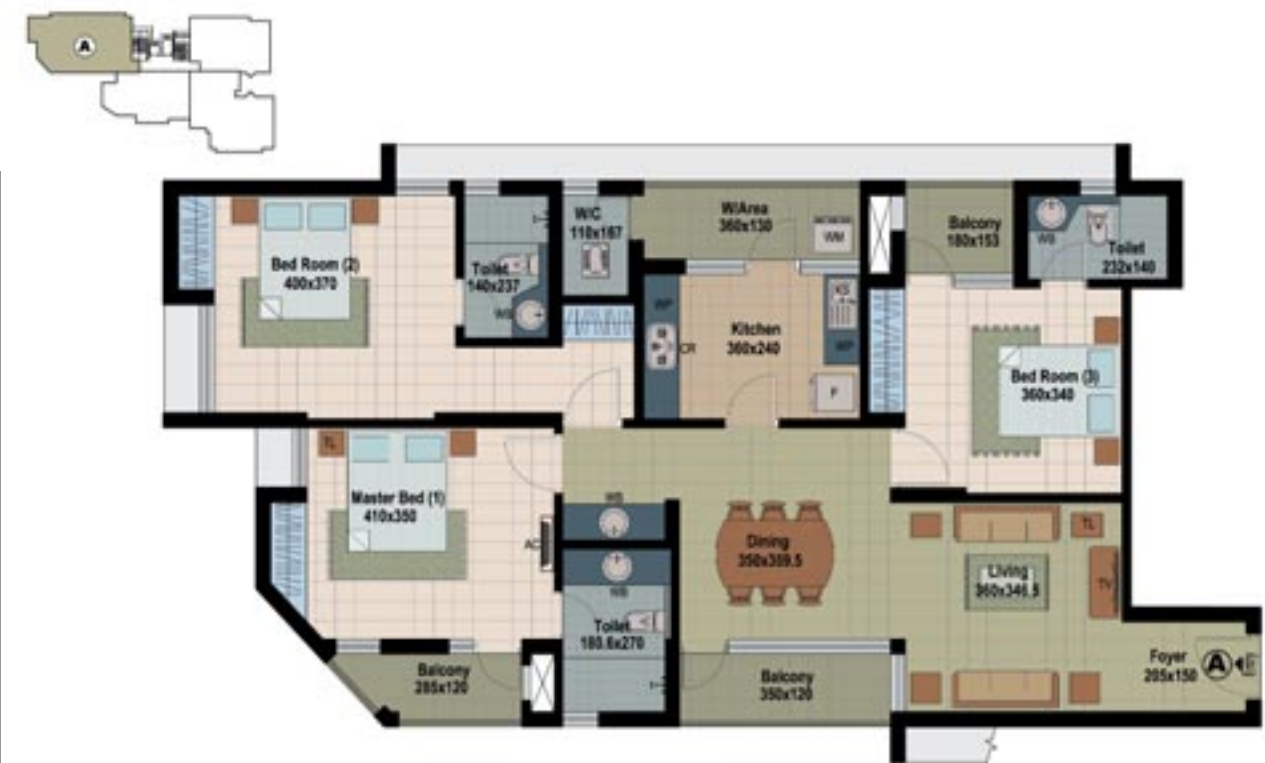 A
W/C
110x167
W/Area
360x130
WM
Balcony
180x153
WB
Toilet
232x140
Bed Room (2)
400x370
Toilet
140x237
WB
WP
CR
Kitchen
360x240
KS
WP
F
Bed Room (3)
360x340
TL
Master Bed (1)
410x350
AC
WB
WB
Toilet
180.6x270
Dining
350x359.5
TL
Living
360x346.5
TV
Balcony
285x120
Balcony
350x120
Foyer
205x150
A